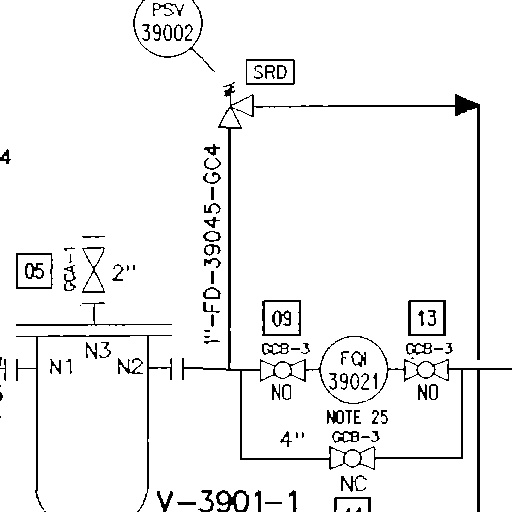 PSV
39002
SRD
4
1"-FD-39045-GC4
05
GCA-1
2"
09
13
GCB-3
FQI
39021
GCB-3
N3
N1
N2
NO
NO
NOTE 25
4"
GCB-3
NC
V-3901-1